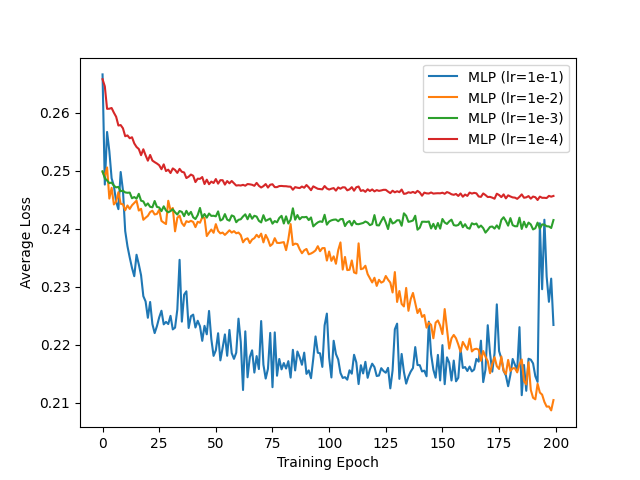 MLP (lr=1e-1)
MLP (lr=1e-2)
MLP (lr=1e-3)
MLP (lr=1e-4)
Average Loss
0.26
0.25
0.24
0.23
0.22
0.21
0 25 50 75 100 125 150 175 200
Training Epoch